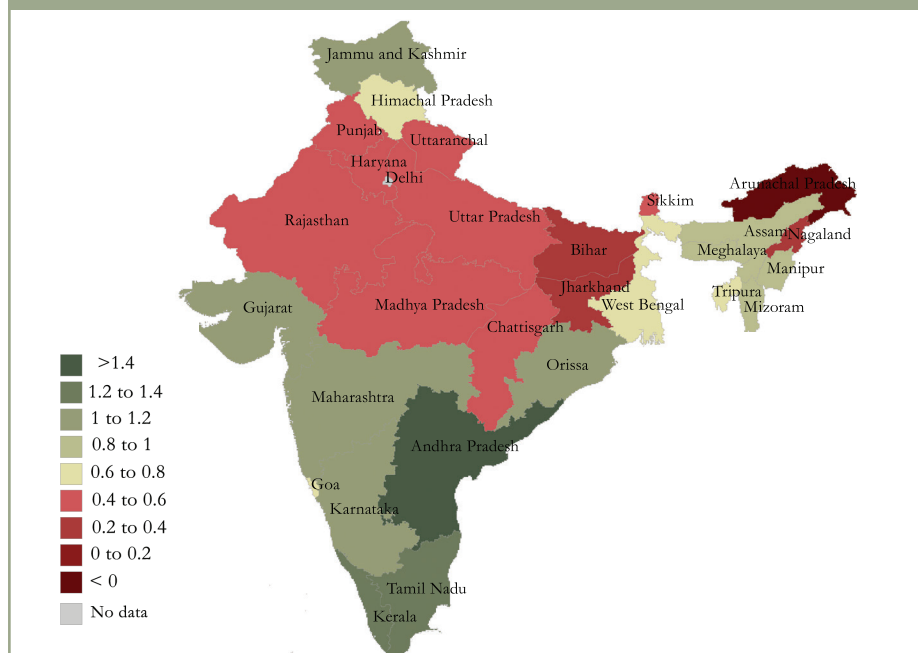 Jammu and Kashmir
Himachal Pradesh
Punjab
Uttaranchal
Haryana
Delhi
Arunachal Pradesh
Sikkim
Rajasthan
Uttar Pradesh
Assam
Nagaland
Bihar
Meghalaya
Manipur
Jharkhand
Tripura
Gujarat
Madhya Pradesh
West Bengal
Mizoram
Chattisgarh
Orissa
Maharashtra
Andhra Pradesh
Goa
Karnataka
Tamil Nadu
Kerala
>1.4
1.2 to 1.4
1 to 1.2
0.8 to 1
0.6 to 0.8
0.4 to 0.6
0.2 to 0.4
0 to 0.2
< 0
No data